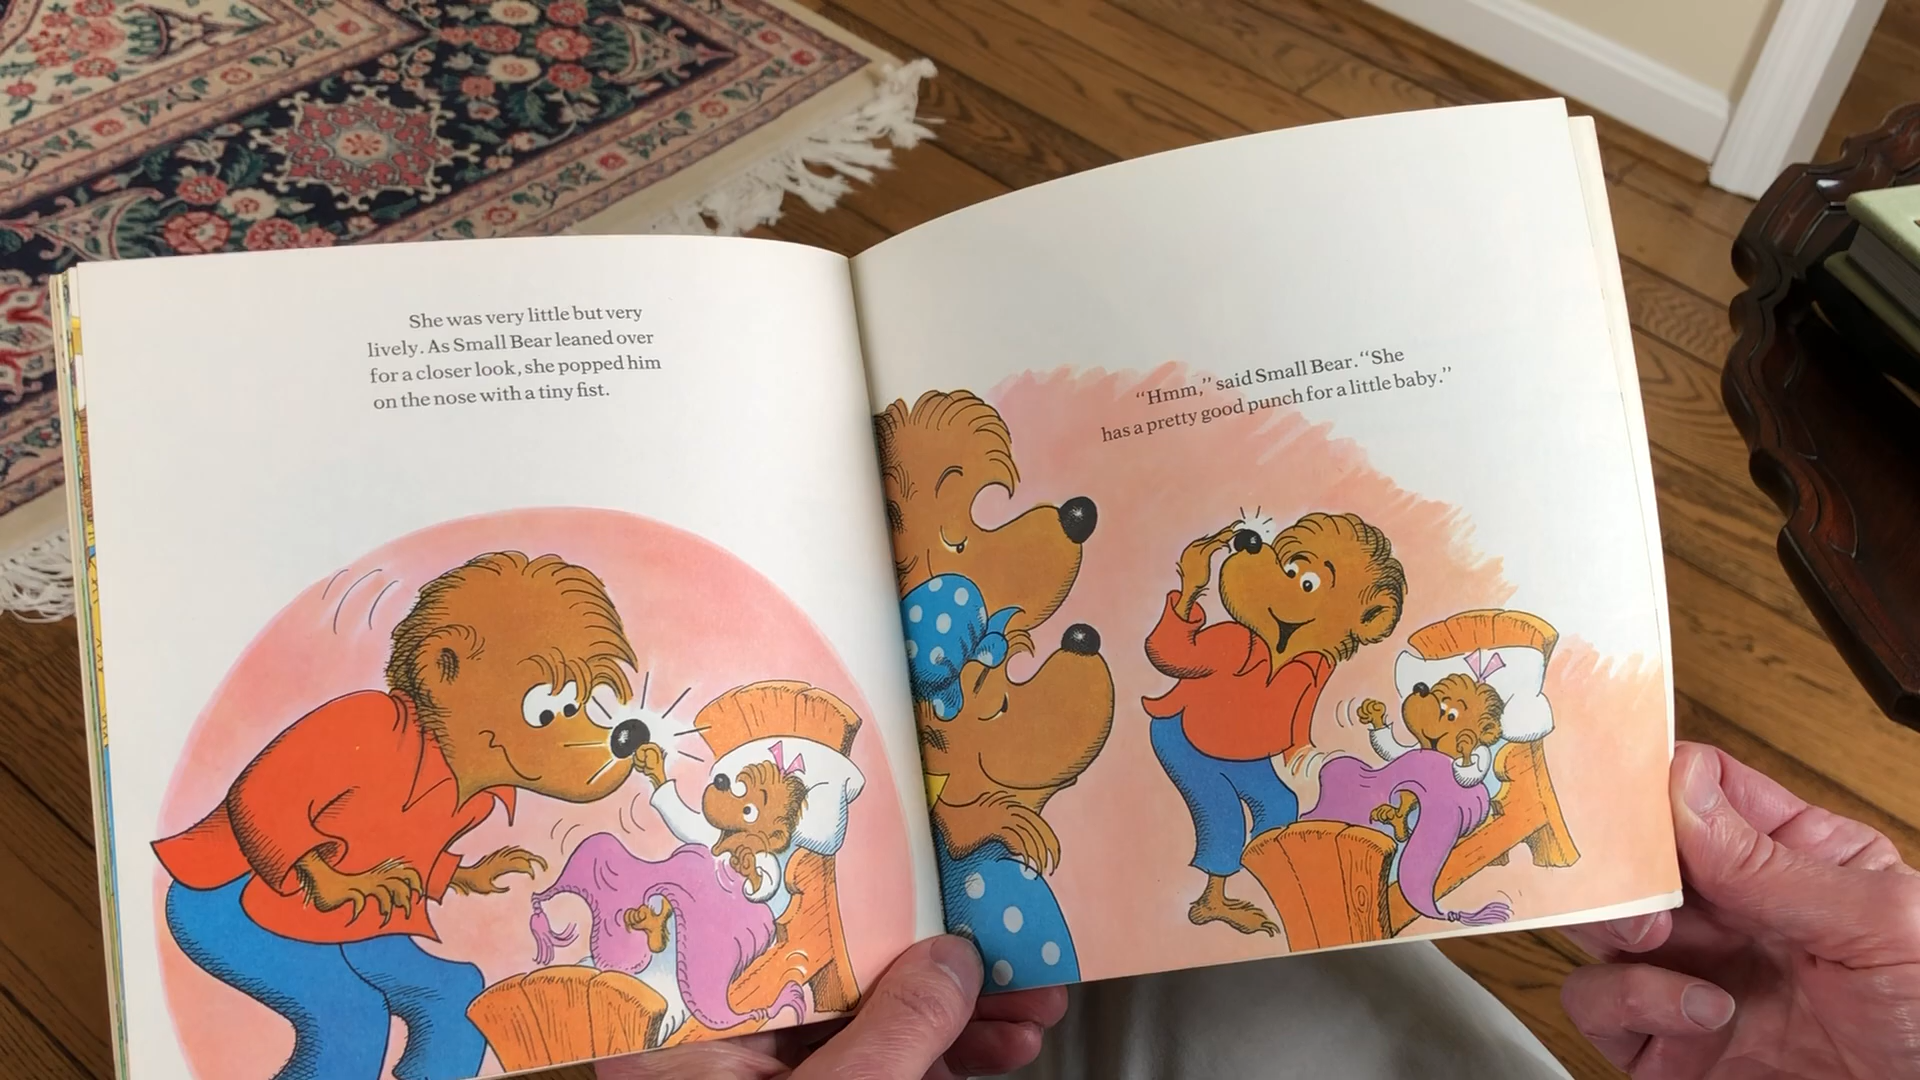 She was very little but very
lively. As Small Bear leaned over
for a closer look, she popped him
on the nose with a tiny fist.
“Hmm,” said Small Bear. “She
has a pretty good punch for a little baby.”